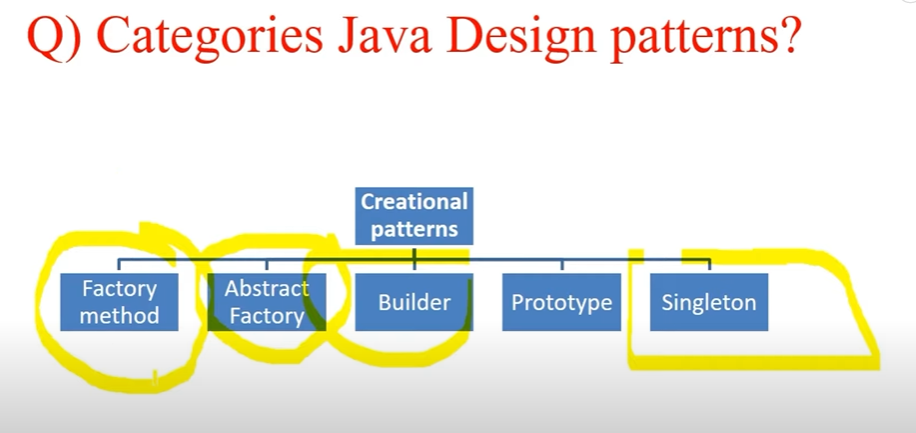 Q) Categories Java Design patterns?
Creational
patterns
Factory
method
Abstract
Factory
Builder
Prototype
Singleton